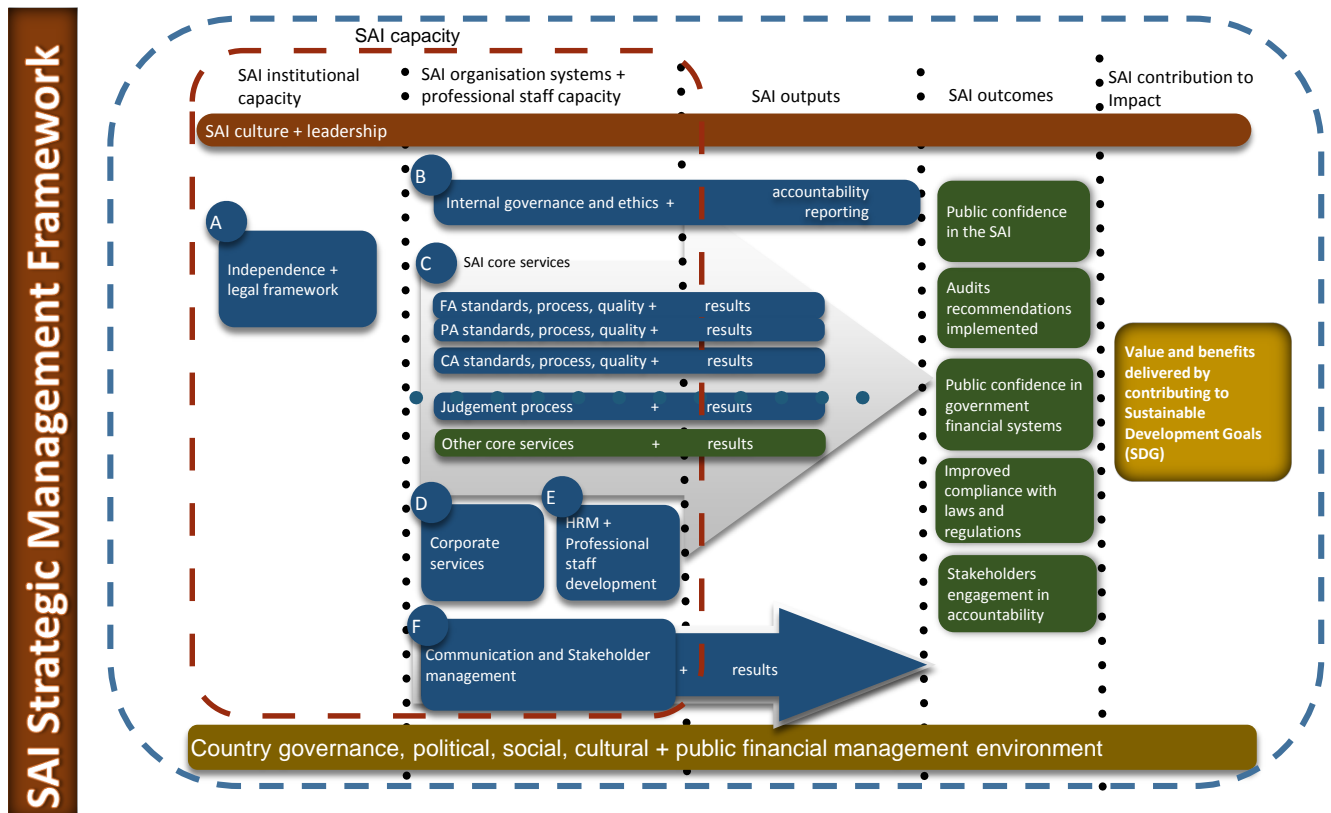 SAI Strategic Management Framework
SAI capacity
SAI institutional
capacity
SAI organisation systems +
professional staff capacity
SAI outputs
SAI outcomes
SAI contribution to
Impact
SAI culture + leadership
A
Independence +
legal framework
B
Internal governance and ethics +
accountability
reporting
C
SAI core services
FA standards, process, quality + results
PA standards, process, quality + results
CA standards, process, quality + results
Judgement process + results
Other core services + results
D
Corporate
services
E
HRM +
Professional
staff
development
F
Communication and Stakeholder
management
+ results
Public confidence
in the SAI
Audits
recommendations
implemented
Public confidence in
government
financial systems
Improved
compliance with
laws and
regulations
Stakeholders
engagement in
accountability
Value and benefits
delivered by
contributing to
Sustainable
Development Goals
(SDG)
Country governance, political, social, cultural + public financial management environment